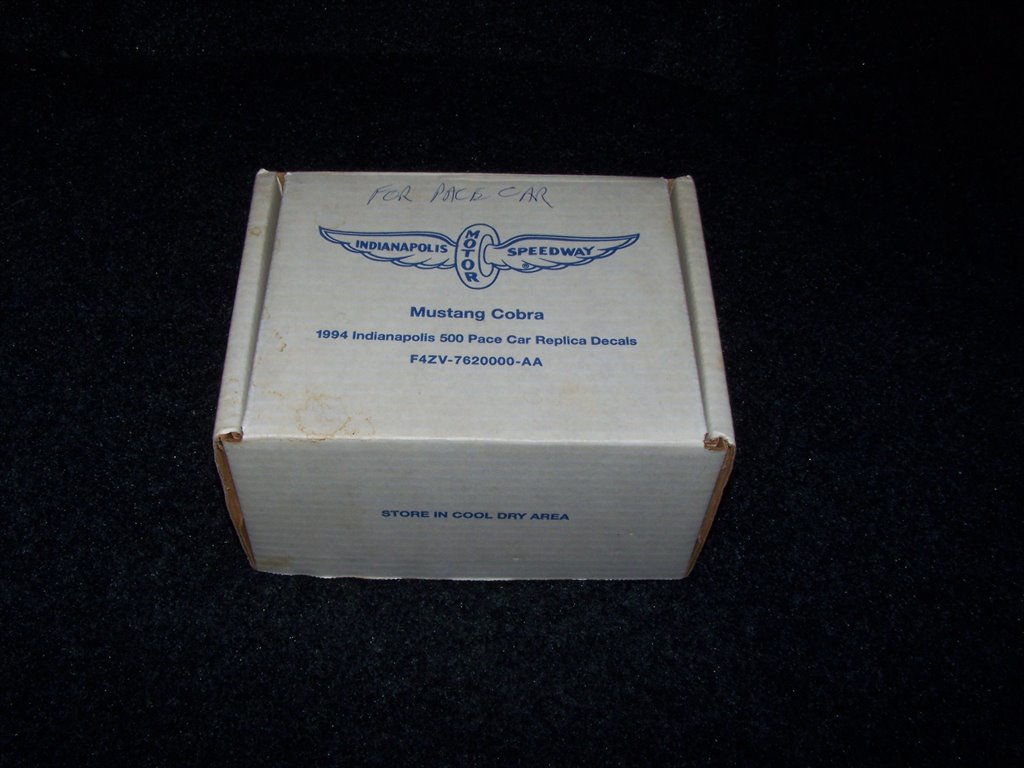 FOR PACE CAR
INDIANAPOLIS MOTOR SPEEDWAY
®
Mustang Cobra
1994 Indianapolis 500 Pace Car Replica Decals
F4ZV-7620000-AA
STORE IN COOL DRY AREA